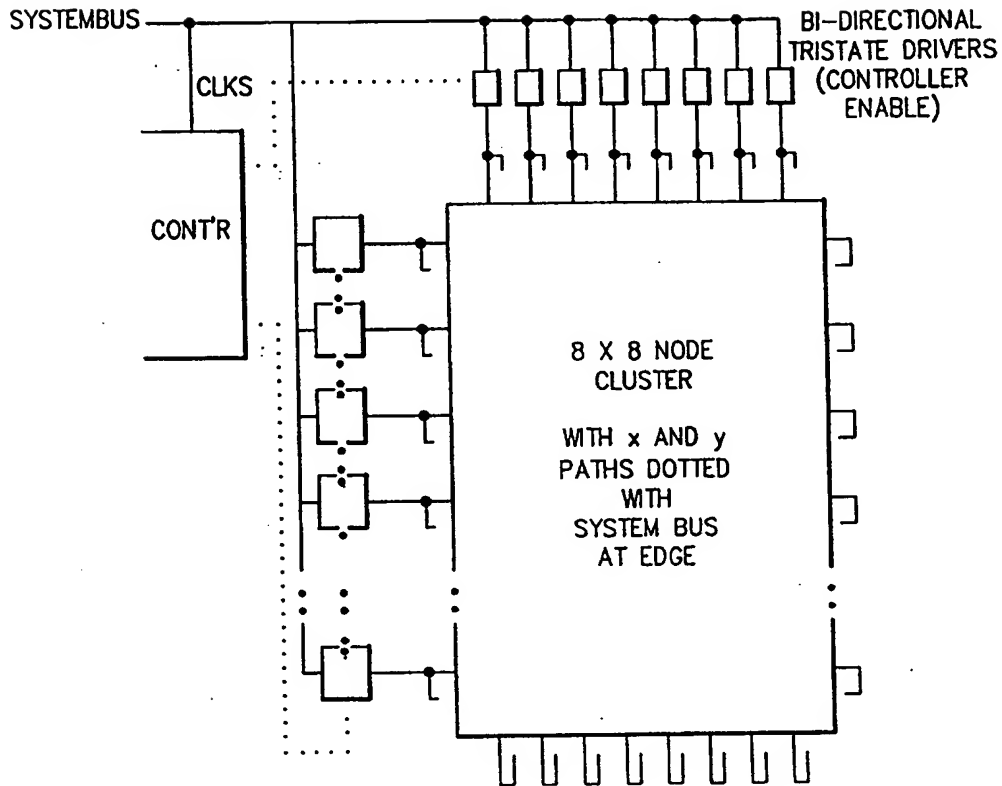 SYSTEMBUS
BI-DIRECTIONAL
TRISTATE DRIVERS
(CONTROLLER
ENABLE)
CLKS
CONT'R
8 X 8 NODE
CLUSTER
WITH x AND y
PATHS DOTTED
WITH
SYSTEM BUS
AT EDGE